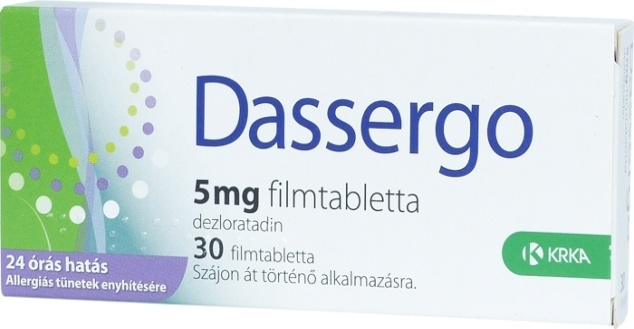 Dassergo
5mg filmtabletta
dezloratadin
30 filmtabletta
Szájon át történő alkalmazásra.
24 órás hatás
Allergiás tünetek enyhítésére
KRKA